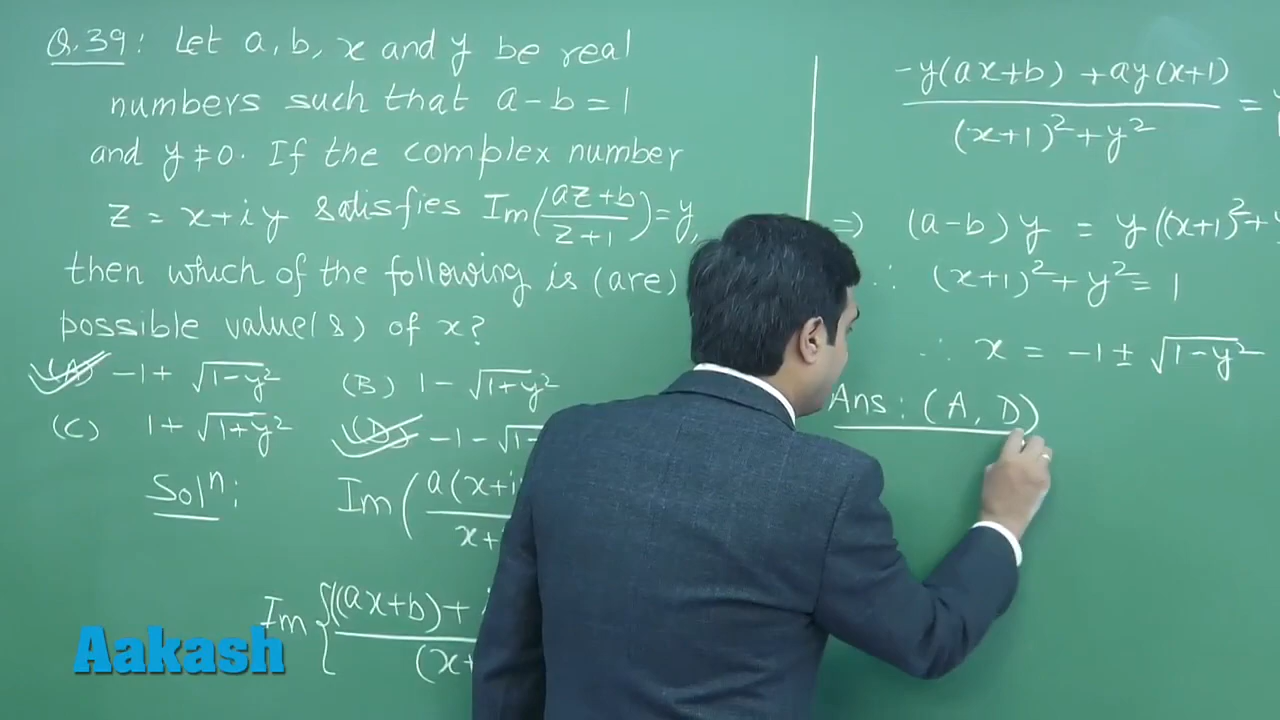 Q.39: Let a, b, x and y be real
numbers such that a - b = 1
and y ≠ 0. If the complex number
z = x + iy satisfies Im((az+b)/(z+1)) = y,
then which of the following is (are)
possible value(s) of x?
(A) -1 + √(1-y²) (B) 1 - √(1+y²)
(C) 1 + √(1+y²) (D) -1 - √(1-
Solⁿ: Im( a(x+i
x+
Im { ((ax+b)+
(x+
-y(ax+b) + ay(x+1) / (x+1)² + y² =
⇒ (a-b) y = y((x+1)² +
∴ (x+1)² + y² = 1
∴ x = -1 ± √(1-y²)
Ans: (A, D)
Aakash